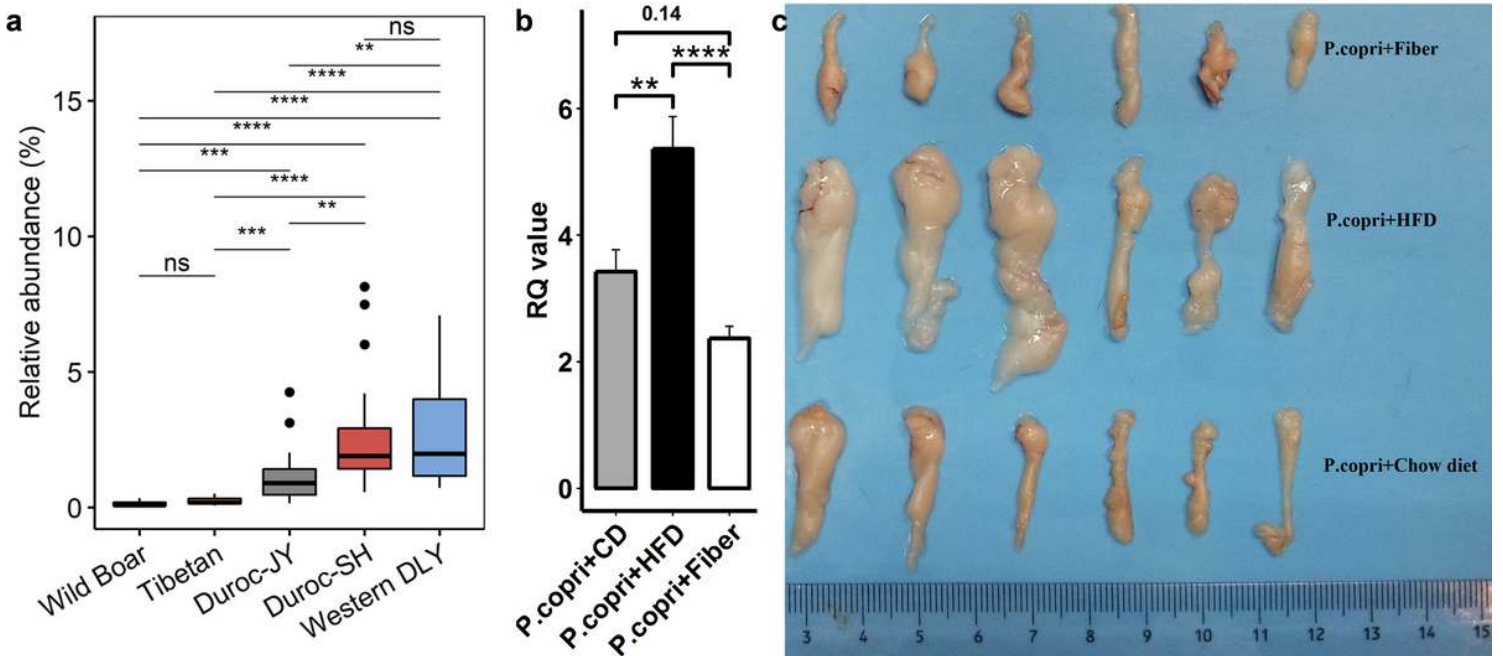 a
ns
**
****
****
****
***
****
**
***
ns
Relative abundance (%)
15
10
5
0
Wild Boar
Tibetan
Duroc-JY
Duroc-SH
Western DLY
b
0.14
****
**
RQ value
6
4
2
0
P.copri+CD
P.copri+HFD
P.copri+Fiber
c
P.copri+Fiber
P.copri+HFD
P.copri+Chow diet
3 4 5 6 7 8 9 10 11 12 13 14 15